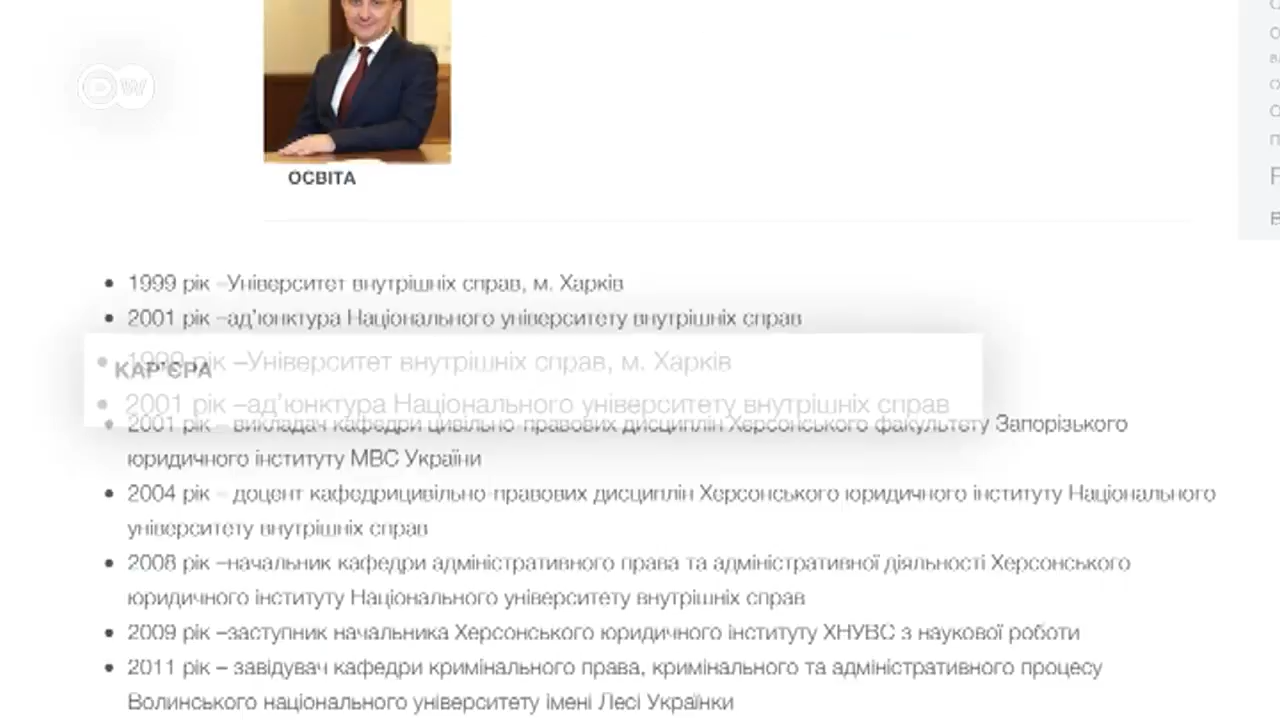 DW
ОСВІТА
1999 рік –Університет внутрішніх справ, м. Харків
2001 рік –ад'юнктура Національного університету внутрішніх справ
1999 рік –Університет внутрішніх справ, м. Харків
КАР'ЄРА
2001 рік –ад'юнктура Національного університету внутрішніх справ
2001 рік – викладач кафедри цивільно-правових дисциплін Херсонського факультету Запорізького
юридичного інституту МВС України
2004 рік – доцент кафедрицивільно-правових дисциплін Херсонського юридичного інституту Національного
університету внутрішніх справ
2008 рік –начальник кафедри адміністративного права та адміністративної діяльності Херсонського
юридичного інституту Національного університету внутрішніх справ
2009 рік –заступник начальника Херсонського юридичного інституту ХНУВС з наукової роботи
2011 рік – завідувач кафедри кримінального права, кримінального та адміністративного процесу
Волинського національного університету імені Лесі Українки